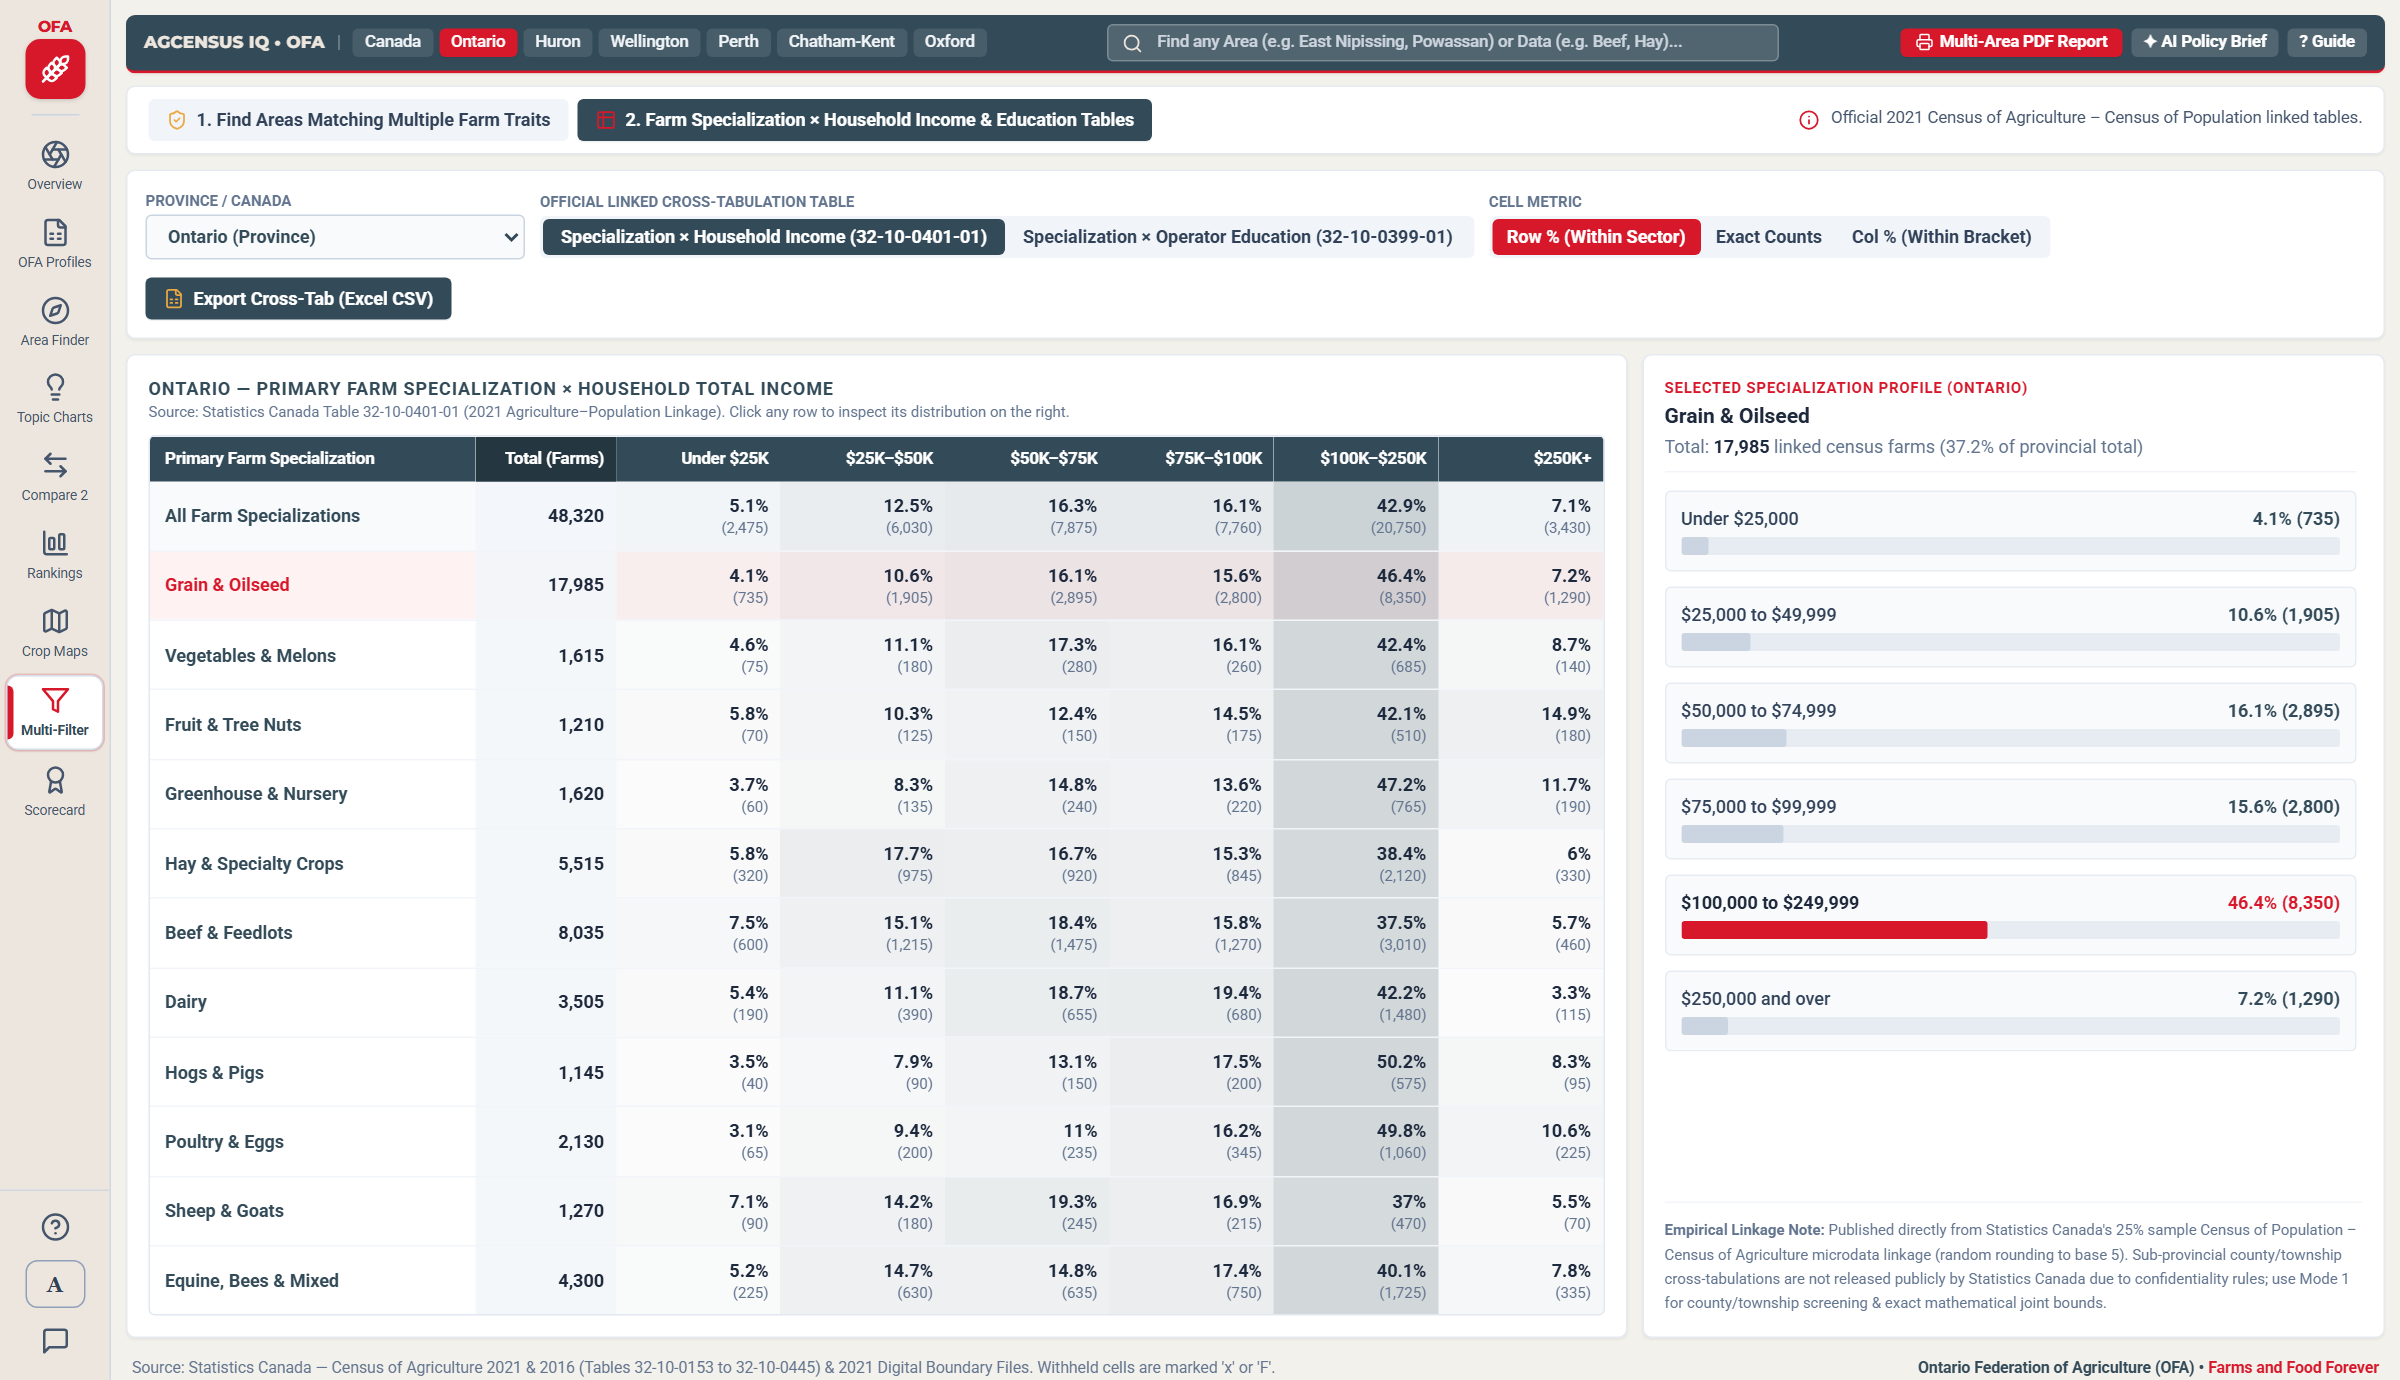 OFA
AGCENSUS IQ • OFA | Canada Ontario Huron Wellington Perth Chatham-Kent Oxford
Find any Area (e.g. East Nipissing, Powassan) or Data (e.g. Beef, Hay)...
Multi-Area PDF Report ✦ AI Policy Brief ? Guide
Overview
OFA Profiles
Area Finder
Topic Charts
Compare 2
Rankings
Crop Maps
Multi-Filter
Scorecard
A
1. Find Areas Matching Multiple Farm Traits
2. Farm Specialization × Household Income & Education Tables
Official 2021 Census of Agriculture – Census of Population linked tables.
PROVINCE / CANADA
Ontario (Province)
OFFICIAL LINKED CROSS-TABULATION TABLE
Specialization × Household Income (32-10-0401-01) Specialization × Operator Education (32-10-0399-01)
CELL METRIC
Row % (Within Sector) Exact Counts Col % (Within Bracket)
Export Cross-Tab (Excel CSV)
ONTARIO — PRIMARY FARM SPECIALIZATION × HOUSEHOLD TOTAL INCOME
Source: Statistics Canada Table 32-10-0401-01 (2021 Agriculture–Population Linkage). Click any row to inspect its distribution on the right.
Primary Farm Specialization Total (Farms) Under $25K $25K–$50K $50K–$75K $75K–$100K $100K–$250K $250K+
All Farm Specializations 48,320 5.1% 12.5% 16.3% 16.1% 42.9% 7.1%
(2,475) (6,030) (7,875) (7,760) (20,750) (3,430)
Grain & Oilseed 17,985 4.1% 10.6% 16.1% 15.6% 46.4% 7.2%
(735) (1,905) (2,895) (2,800) (8,350) (1,290)
Vegetables & Melons 1,615 4.6% 11.1% 17.3% 16.1% 42.4% 8.7%
(75) (180) (280) (260) (685) (140)
Fruit & Tree Nuts 1,210 5.8% 10.3% 12.4% 14.5% 42.1% 14.9%
(70) (125) (150) (175) (510) (180)
Greenhouse & Nursery 1,620 3.7% 8.3% 14.8% 13.6% 47.2% 11.7%
(60) (135) (240) (220) (765) (190)
Hay & Specialty Crops 5,515 5.8% 17.7% 16.7% 15.3% 38.4% 6%
(320) (975) (920) (845) (2,120) (330)
Beef & Feedlots 8,035 7.5% 15.1% 18.4% 15.8% 37.5% 5.7%
(600) (1,215) (1,475) (1,270) (3,010) (460)
Dairy 3,505 5.4% 11.1% 18.7% 19.4% 42.2% 3.3%
(190) (390) (655) (680) (1,480) (115)
Hogs & Pigs 1,145 3.5% 7.9% 13.1% 17.5% 50.2% 8.3%
(40) (90) (150) (200) (575) (95)
Poultry & Eggs 2,130 3.1% 9.4% 11% 16.2% 49.8% 10.6%
(65) (200) (235) (345) (1,060) (225)
Sheep & Goats 1,270 7.1% 14.2% 19.3% 16.9% 37% 5.5%
(90) (180) (245) (215) (470) (70)
Equine, Bees & Mixed 4,300 5.2% 14.7% 14.8% 17.4% 40.1% 7.8%
(225) (630) (635) (750) (1,725) (335)
SELECTED SPECIALIZATION PROFILE (ONTARIO)
Grain & Oilseed
Total: 17,985 linked census farms (37.2% of provincial total)
Under $25,000 4.1% (735)
$25,000 to $49,999 10.6% (1,905)
$50,000 to $74,999 16.1% (2,895)
$75,000 to $99,999 15.6% (2,800)
$100,000 to $249,999 46.4% (8,350)
$250,000 and over 7.2% (1,290)
Empirical Linkage Note: Published directly from Statistics Canada's 25% sample Census of Population –
Census of Agriculture microdata linkage (random rounding to base 5). Sub-provincial county/township
cross-tabulations are not released publicly by Statistics Canada due to confidentiality rules; use Mode 1
for county/township screening & exact mathematical joint bounds.
Source: Statistics Canada — Census of Agriculture 2021 & 2016 (Tables 32-10-0153 to 32-10-0445) & 2021 Digital Boundary Files. Withheld cells are marked 'x' or 'F'.
Ontario Federation of Agriculture (OFA) • Farms and Food Forever